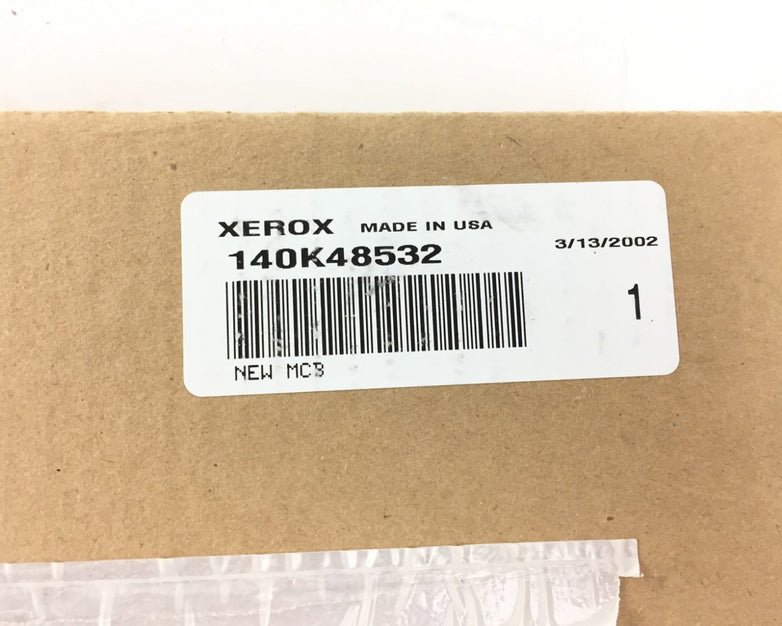 XEROX MADE IN USA
140K48532 3/13/2002
1
NEW MCB